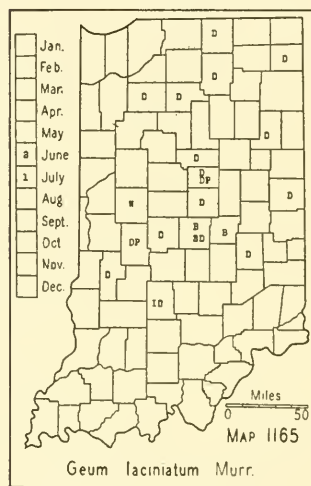 Jan.
Feb.
Mar.
Apr.
May
a June
1 July
Aug
Sept.
Oct
Nov.
Dec.
D
D
D
D D
D
D
D
DP
D
D
W
B
DP D BD B
D
D
ID
Miles
0 50
MAP 1165
Geum laciniatum Murr.